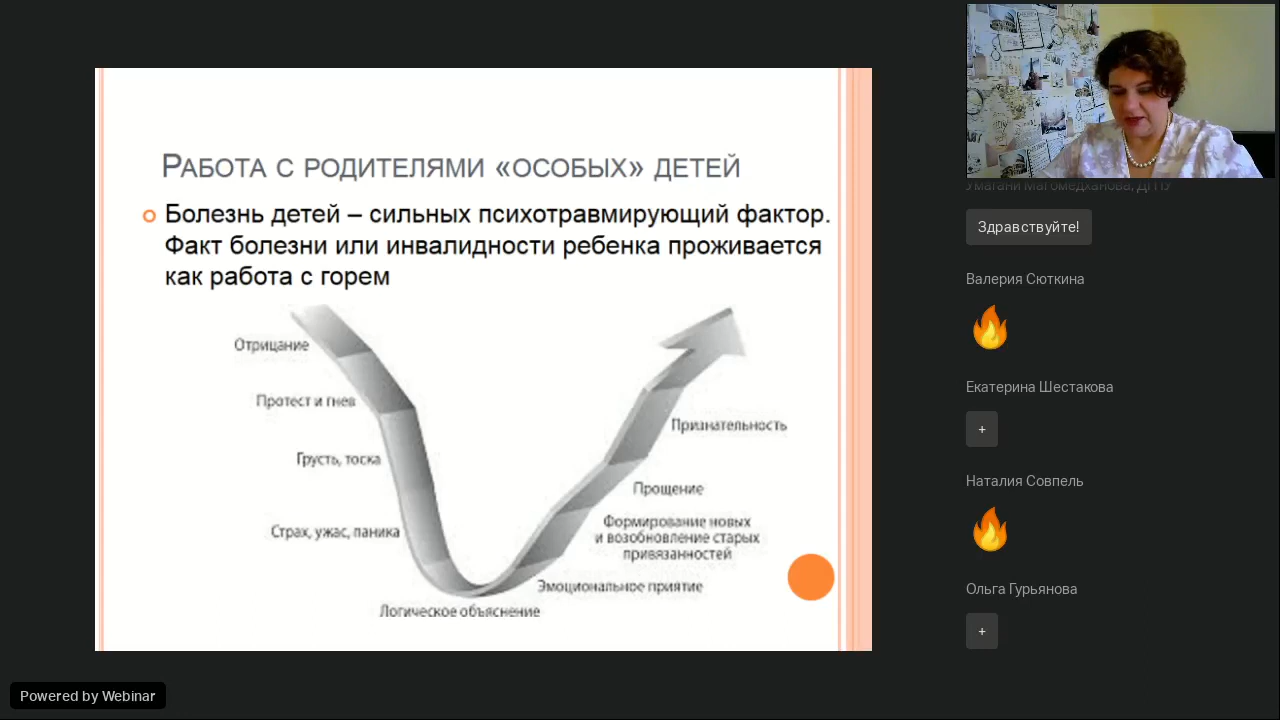 Работа с родителями «особых» детей
Болезнь детей – сильных психотравмирующий фактор.
Факт болезни или инвалидности ребенка проживается
как работа с горем
Отрицание
Протест и гнев
Грусть, тоска
Страх, ужас, паника
Логическое объяснение
Эмоциональное приятие
Формирование новых
и возобновление старых
привязанностей
Прощение
Признательность
Здравствуйте!
Валерия Сюткина
Екатерина Шестакова
+
Наталия Совпель
Ольга Гурьянова
+
Powered by Webinar